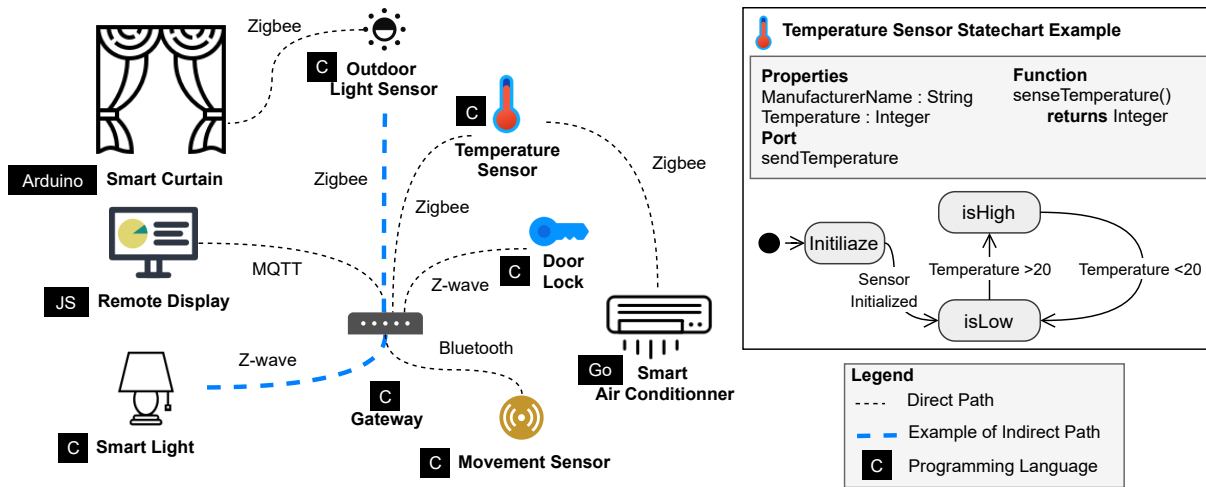 Zigbee
C
Outdoor
Light Sensor
C
Temperature
Sensor
Arduino
Smart Curtain
Zigbee
Zigbee
Zigbee
MQTT
JS
Remote Display
C
Door
Lock
Z-wave
Z-wave
Bluetooth
C
Smart Light
C
Gateway
C
Movement Sensor
Go
Smart
Air Conditionner
Temperature Sensor Statechart Example
Properties
ManufacturerName : String
Temperature : Integer
Port
sendTemperature
Function
senseTemperature()
returns Integer
Initiliaze
isHigh
Sensor
Initialized
Temperature >20
Temperature <20
isLow
Legend
Direct Path
Example of Indirect Path
C
Programming Language